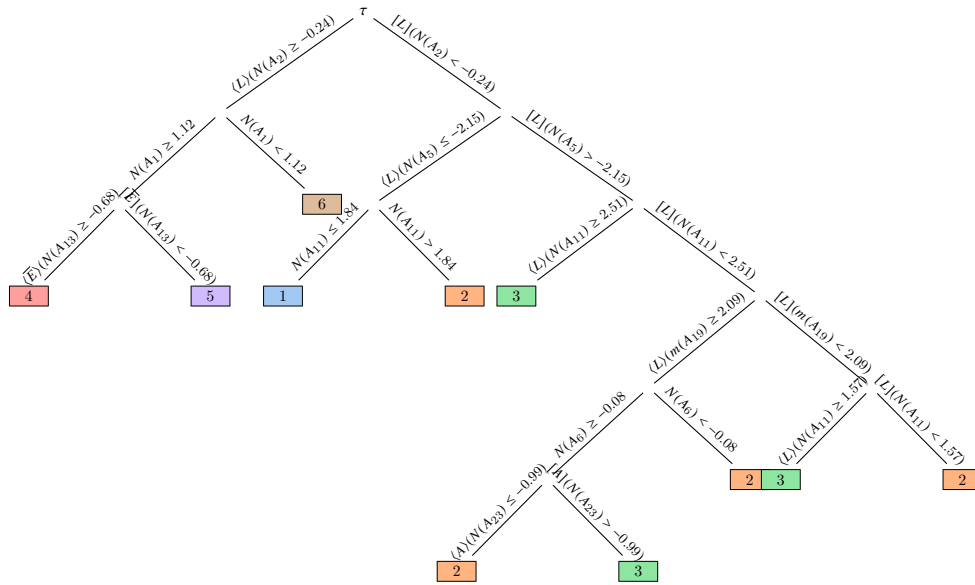 τ
⟨L⟩(N(A₂) ≥ −0.24)
[L](N(A₂) < −0.24)
N(A₁) ≥ 1.12
N(A₁) < 1.12
⟨L⟩(N(A₅) ≤ −2.15)
[L](N(A₅) > −2.15)
⟨E̅⟩(N(A₁₃) ≥ −0.68)
[E̅](N(A₁₃) < −0.68)
6
N(A₁₁) ≤ 1.84
N(A₁₁) > 1.84
⟨L⟩(N(A₁₁) ≥ 2.51)
[L](N(A₁₁) < 2.51)
4
5
1
2
3
⟨L⟩(m(A₁₉) ≥ 2.09)
[L](m(A₁₉) < 2.09)
N(A₆) ≥ −0.08
N(A₆) < −0.08
⟨L⟩(N(A₁₁) ≥ 1.57)
[L](N(A₁₁) < 1.57)
2
3
2
⟨A⟩(N(A₂₃) ≤ −0.99)
[A](N(A₂₃) > −0.99)
2
3